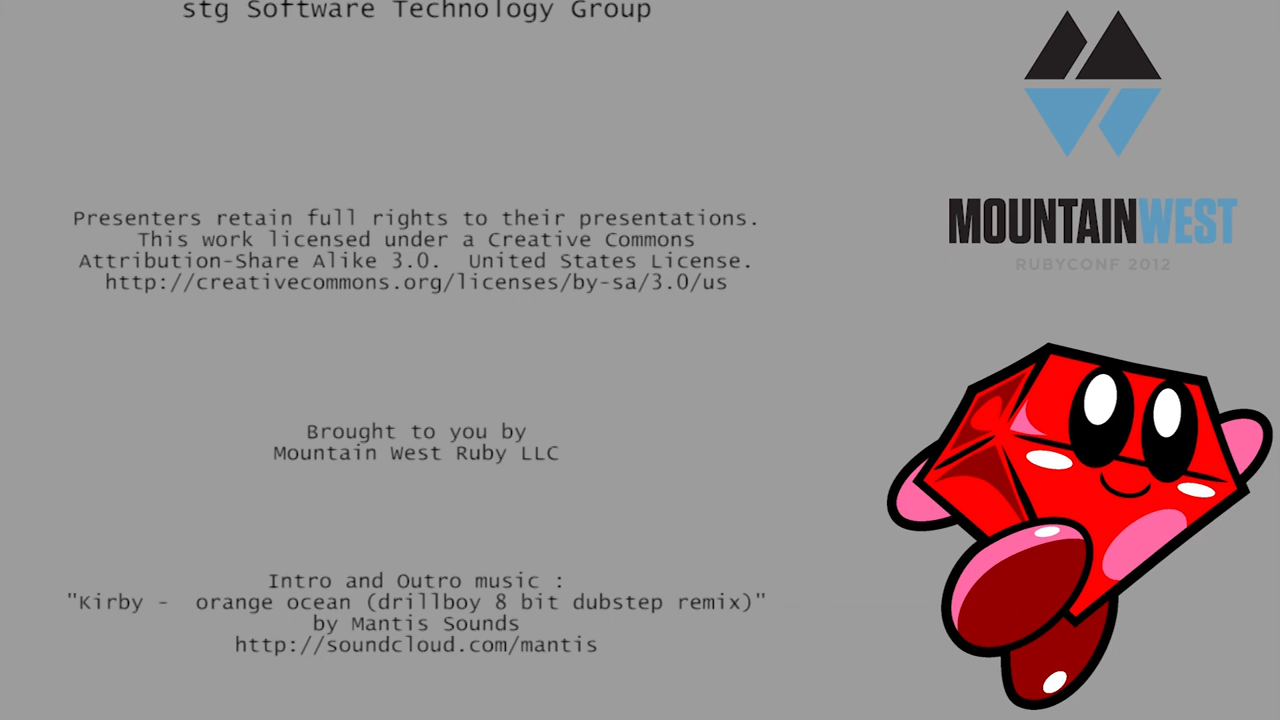 stg Software Technology Group
Presenters retain full rights to their presentations.
This work licensed under a Creative Commons
Attribution-Share Alike 3.0.  United States License.
http://creativecommons.org/licenses/by-sa/3.0/us
Brought to you by
Mountain West Ruby LLC
Intro and Outro music :
"Kirby -  orange ocean (drillboy 8 bit dubstep remix)"
by Mantis Sounds
http://soundcloud.com/mantis
MOUNTAINWEST
RUBYCONF 2012